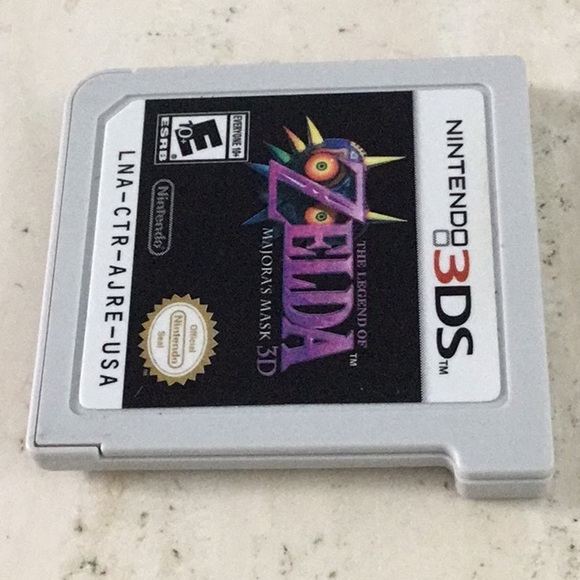 NINTENDO
3DS™
THE LEGEND OF
ZELDA™
MAJORA'S MASK 3D
EVERYONE 10+
E
10+
ESRB
Nintendo
Official
Nintendo
Seal
LNA-CTR-AJRE-USA